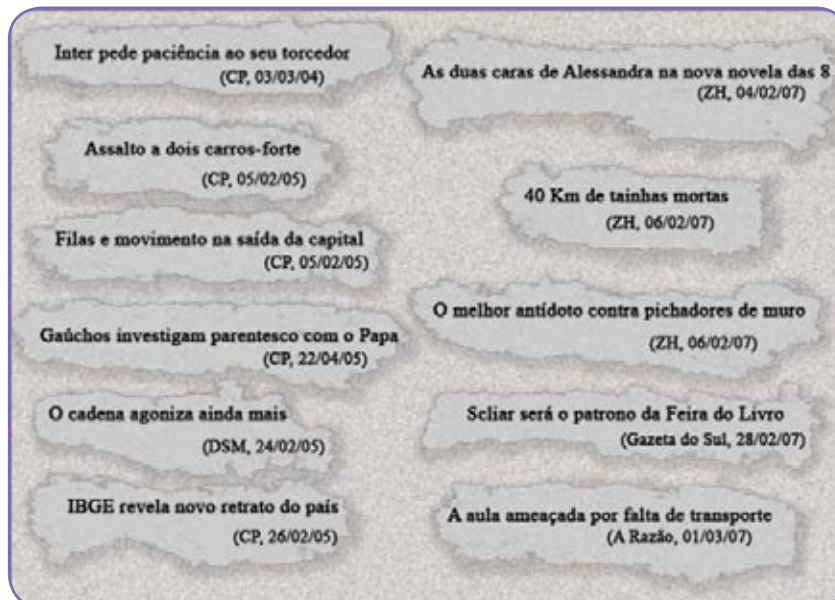 Inter pede paciência ao seu torcedor
(CP, 03/03/04)
Assalto a dois carros-forte
(CP, 05/02/05)
Filas e movimento na saída da capital
(CP, 05/02/05)
Gaúchos investigam parentesco com o Papa
(CP, 22/04/05)
O cadena agoniza ainda mais
(DSM, 24/02/05)
IBGE revela novo retrato do país
(CP, 26/02/05)
As duas caras de Alessandra na nova novela das 8
(ZH, 04/02/07)
40 Km de tainhas mortas
(ZH, 06/02/07)
O melhor antídoto contra pichadores de muro
(ZH, 06/02/07)
Scliar será o patrono da Feira do Livro
(Gazeta do Sul, 28/02/07)
A aula ameaçada por falta de transporte
(A Razão, 01/03/07)